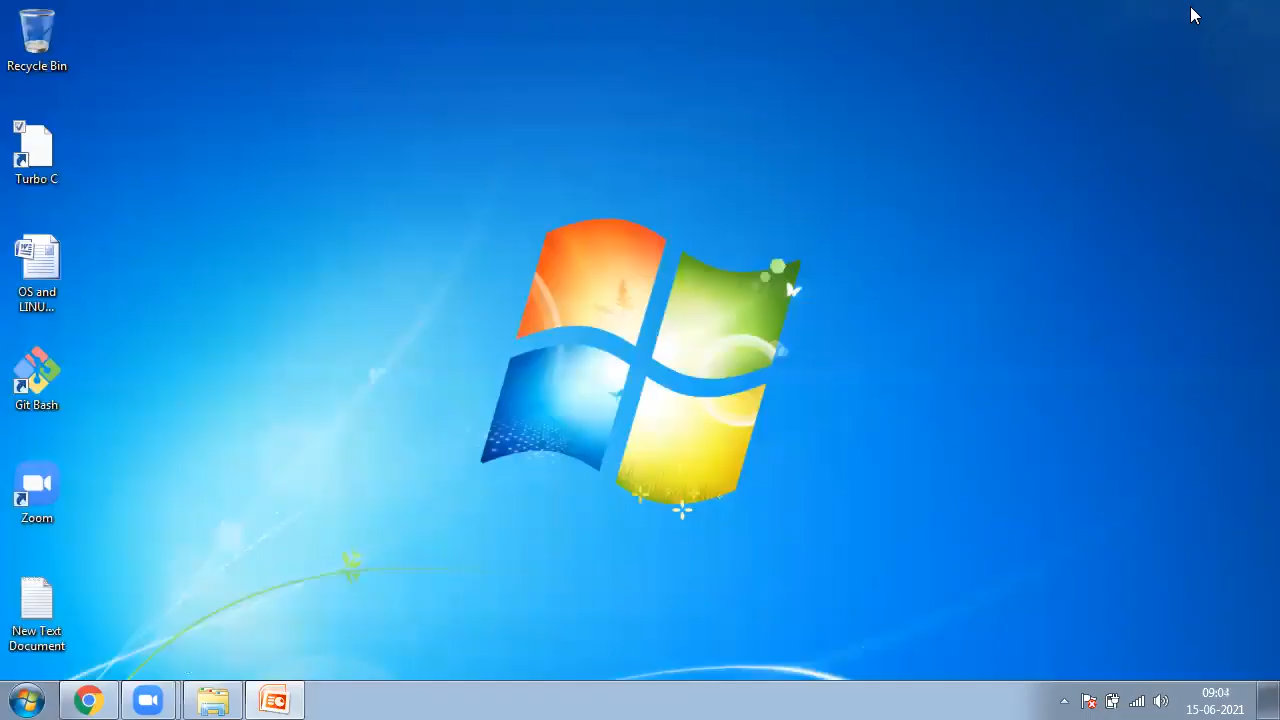 Recycle Bin
Turbo C
OS and
LINU...
Git Bash
Zoom
New Text
Document
09:04
15-06-2021